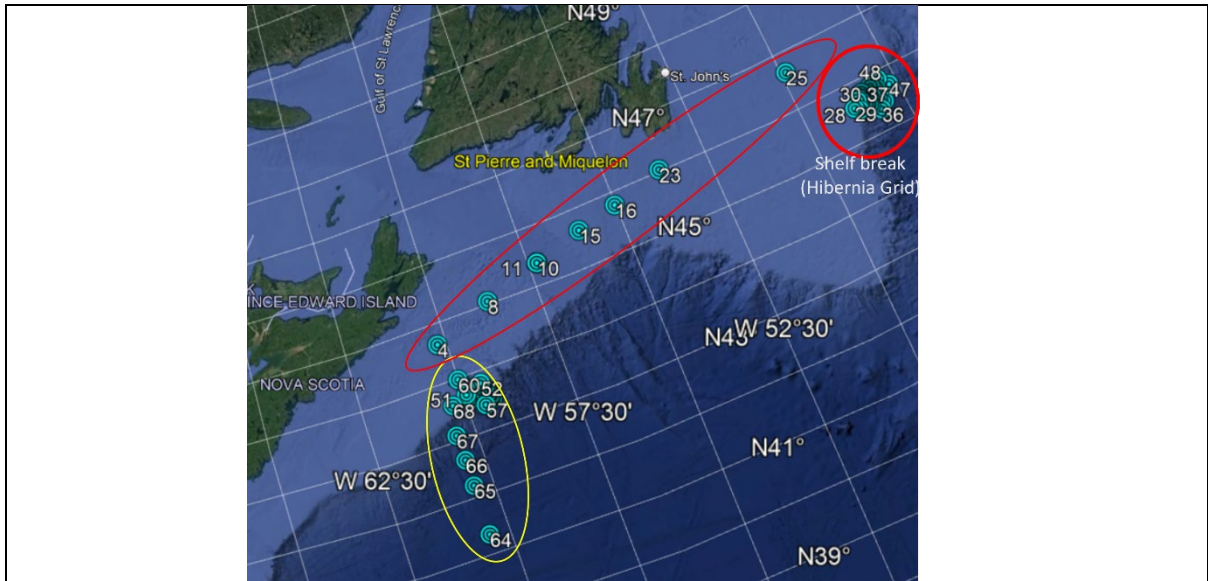 N49°
Gulf of St Lawrenc
St. John's
25
48
30
37
47
28
29
36
N47°
St Pierre and Miquelon
Shelf break
(Hibernia Grid)
23
16
N45°
15
11
10
INCE EDWARD ISLAND
8
4
N43°
W 52°30'
NOVA SCOTIA
60
52
51
68
57
W 57°30'
67
66
N41°
W 62°30'
65
64
N39°